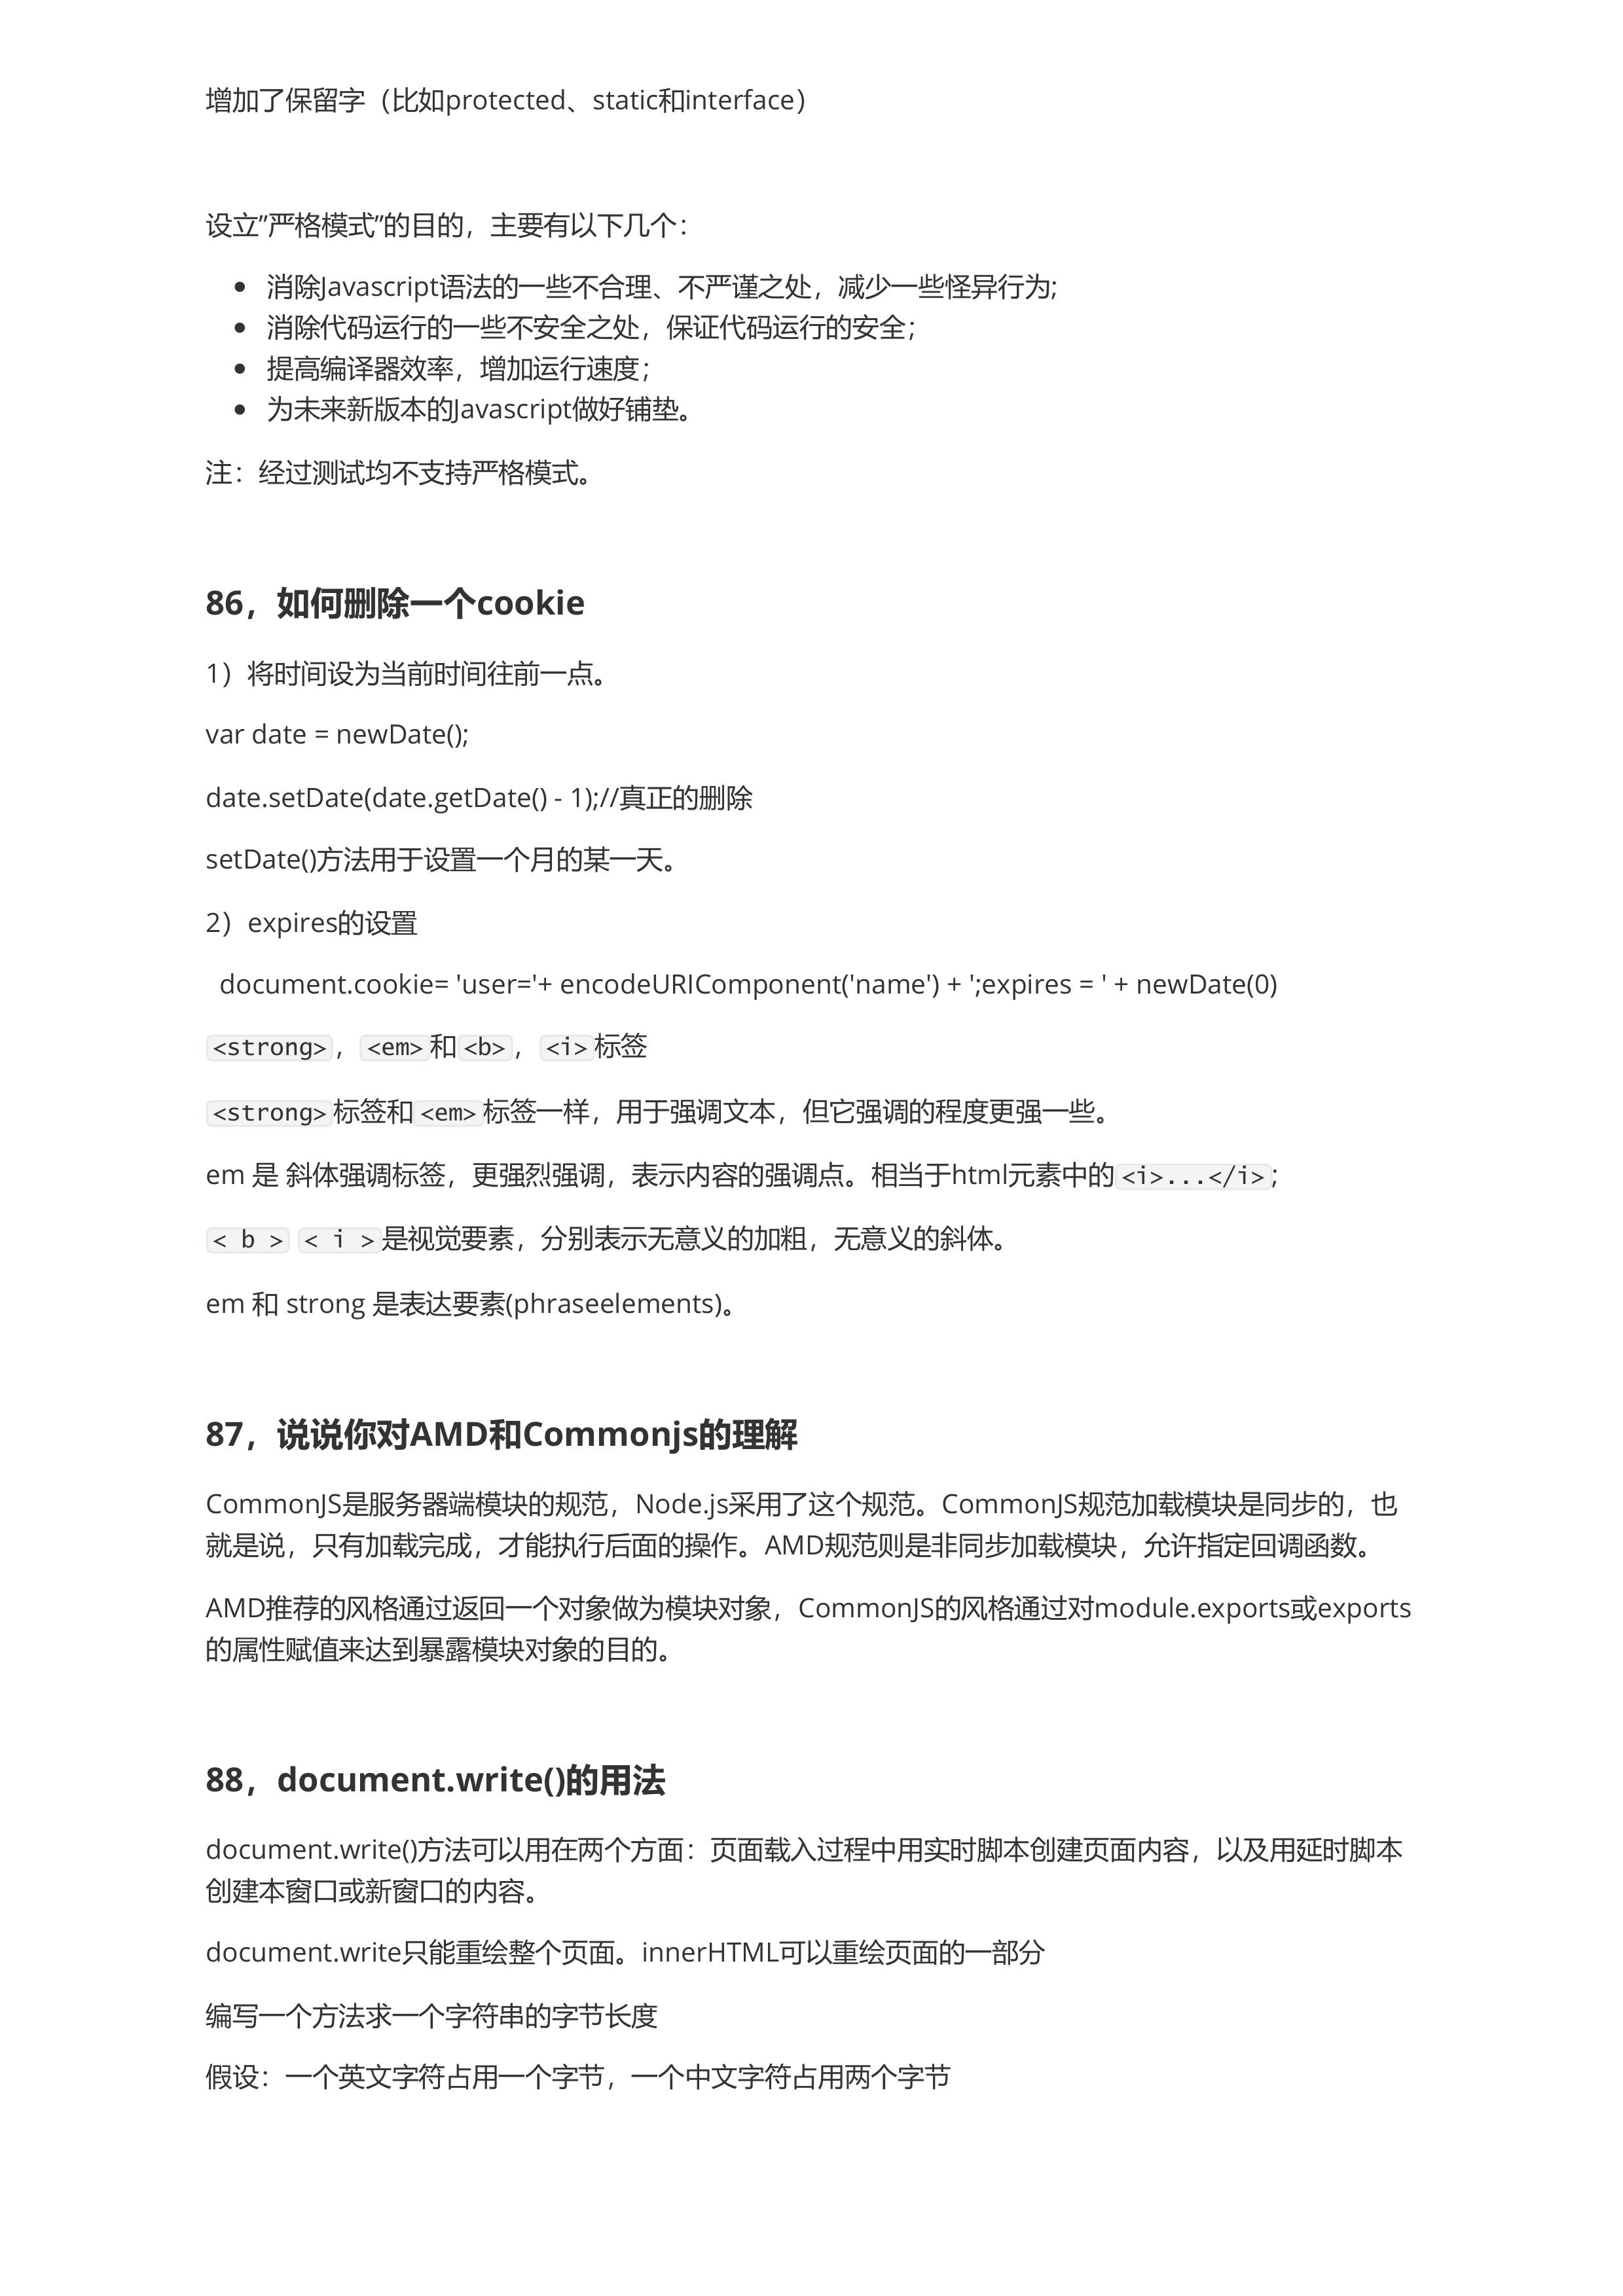 增加了保留字（比如protected、static和interface）
设立”严格模式”的目的，主要有以下几个：
• 消除Javascript语法的一些不合理、不严谨之处，减少一些怪异行为;
• 消除代码运行的一些不安全之处，保证代码运行的安全；
• 提高编译器效率，增加运行速度；
• 为未来新版本的Javascript做好铺垫。
注：经过测试均不支持严格模式。
86，如何删除一个cookie
1）将时间设为当前时间往前一点。
var date = newDate();
date.setDate(date.getDate() - 1);//真正的删除
setDate()方法用于设置一个月的某一天。
2）expires的设置
document.cookie= 'user='+ encodeURIComponent('name') + ';expires = ' + newDate(0)
<strong>，<em>和<b>，<i>标签
<strong>标签和<em>标签一样，用于强调文本，但它强调的程度更强一些。
em 是 斜体强调标签，更强烈强调，表示内容的强调点。相当于html元素中的<i>...</i>;
< b > < i >是视觉要素，分别表示无意义的加粗，无意义的斜体。
em 和 strong 是表达要素(phraseelements)。
87，说说你对AMD和Commonjs的理解
CommonJS是服务器端模块的规范，Node.js采用了这个规范。CommonJS规范加载模块是同步的，也
就是说，只有加载完成，才能执行后面的操作。AMD规范则是非同步加载模块，允许指定回调函数。
AMD推荐的风格通过返回一个对象做为模块对象，CommonJS的风格通过对module.exports或exports
的属性赋值来达到暴露模块对象的目的。
88，document.write()的用法
document.write()方法可以用在两个方面：页面载入过程中用实时脚本创建页面内容，以及用延时脚本
创建本窗口或新窗口的内容。
document.write只能重绘整个页面。innerHTML可以重绘页面的一部分
编写一个方法求一个字符串的字节长度
假设：一个英文字符占用一个字节，一个中文字符占用两个字节